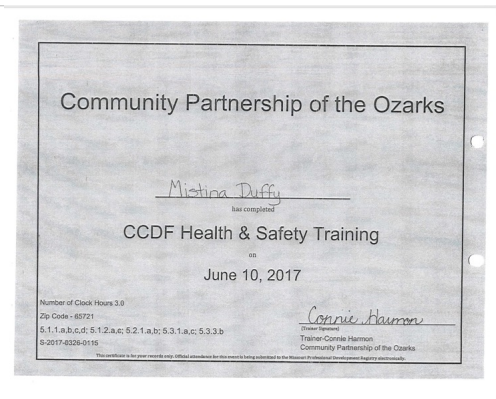 Community Partnership of the Ozarks
Mistina Duffy
has completed
CCDF Health & Safety Training
on
June 10, 2017
Number of Clock Hours 3.0
Zip Code - 65721
5.1.1.a,b,c,d; 5.1.2.a,c; 5.2.1.a,b; 5.3.1.a,c; 5.3.3.b
S-2017-0326-0115
Connie Harmon
(Trainer Signature)
Trainer-Connie Harmon
Community Partnership of the Ozarks
This certificate is for your records only. Official attendance for this event is being submitted to the Missouri Professional Development Registry electronically.